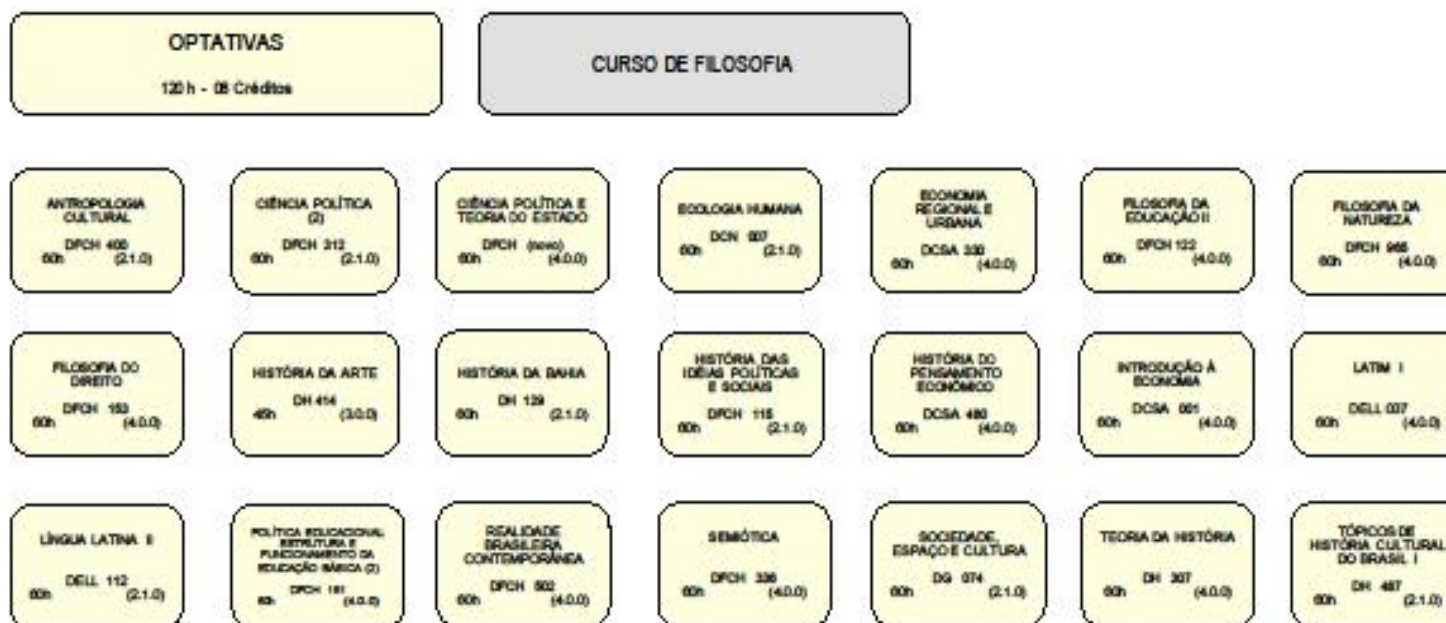 OPTATIVAS
120 h - 08 Créditos
CURSO DE FILOSOFIA
ANTROPOLOGIA
CULTURAL
DFCH 406
60h (2.1.0)
CIÊNCIA POLÍTICA
(2)
DFCH 312
60h (2.1.0)
CIÊNCIA POLÍTICA E
TEORIA DO ESTADO
DFCH (novo)
60h (4.0.0)
ECOLOGIA HUMANA
DCN 007
60h (2.1.0)
ECONOMIA
REGIONAL E
URBANA
DCSA 330
60h (4.0.0)
FILOSOFIA DA
EDUCAÇÃO II
DFCH 122
60h (4.0.0)
FILOSOFIA DA
NATUREZA
DFCH 965
60h (4.0.0)
FILOSOFIA DO
DIREITO
DFCH 153
60h (4.0.0)
HISTÓRIA DA ARTE
DH 414
45h (3.0.0)
HISTÓRIA DA BAHIA
DH 129
60h (2.1.0)
HISTÓRIA DAS
IDÉIAS POLÍTICAS
E SOCIAIS
DFCH 115
60h (2.1.0)
HISTÓRIA DO
PENSAMENTO
ECONÔMICO
DCSA 480
60h (4.0.0)
INTRODUÇÃO À
ECONOMIA
DCSA 001
60h (4.0.0)
LATIM I
DELL 007
60h (4.0.0)
LÍNGUA LATINA II
DELL 112
60h (2.1.0)
POLÍTICA EDUCACIONAL
ESTRUTURA E
FUNCIONAMENTO DA
EDUCAÇÃO BÁSICA (2)
DFCH 181
(4.0.0)
REALIDADE
BRASILEIRA
CONTEMPORÂNEA
DFCH 502
60h (4.0.0)
SEMIÓTICA
DFCH 336
60h (4.0.0)
SOCIEDADE,
ESPAÇO E CULTURA
DG 074
60h (2.1.0)
TEORIA DA HISTÓRIA
DH 307
60h (4.0.0)
TÓPICOS DE
HISTÓRIA CULTURAL
DO BRASIL I
DH 487
60h (2.1.0)